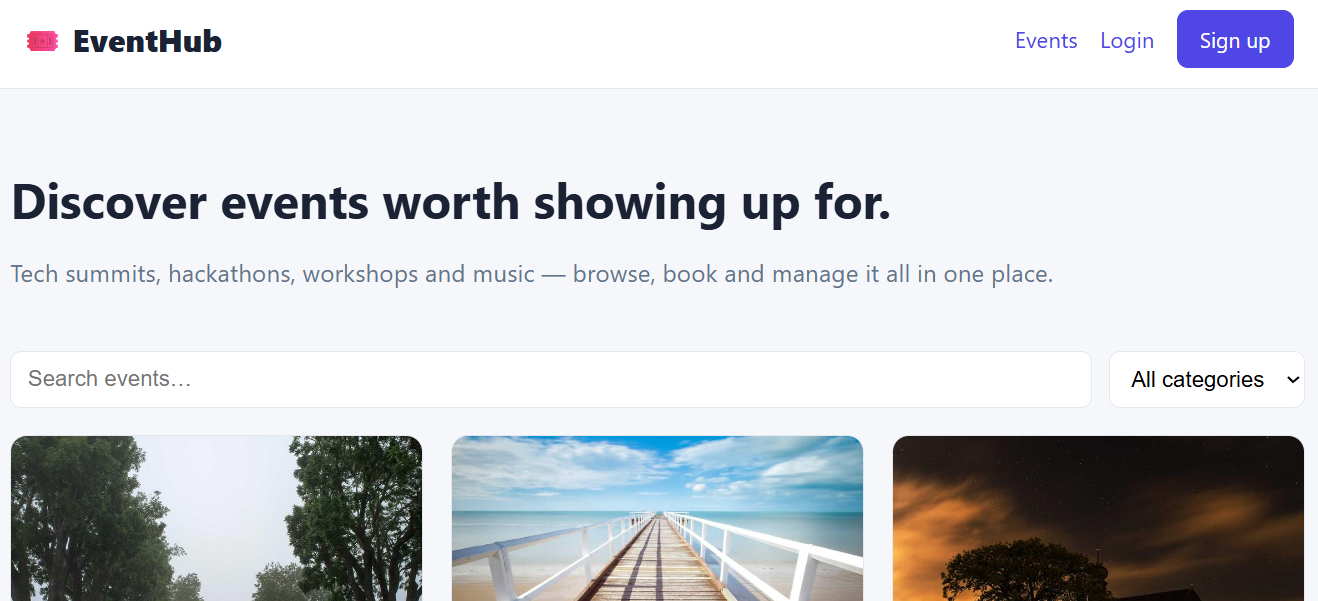 EventHub
Events Login Sign up
Discover events worth showing up for.
Tech summits, hackathons, workshops and music — browse, book and manage it all in one place.
Search events…
All categories